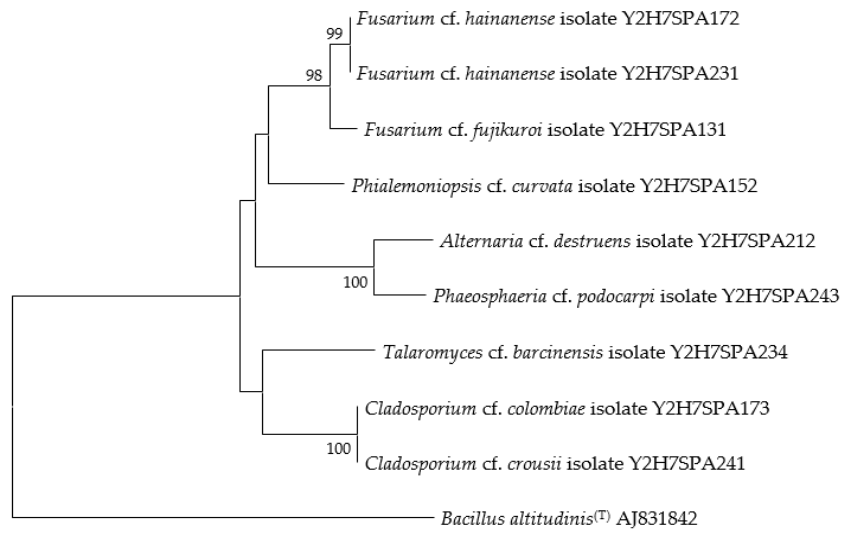 Fusarium cf. hainanense isolate Y2H7SPA172
99
Fusarium cf. hainanense isolate Y2H7SPA231
98
Fusarium cf. fujikuroi isolate Y2H7SPA131
Phialemoniopsis cf. curvata isolate Y2H7SPA152
Alternaria cf. destruens isolate Y2H7SPA212
100
Phaeosphaeria cf. podocarpi isolate Y2H7SPA243
Talaromyces cf. barcinensis isolate Y2H7SPA234
Cladosporium cf. colombiae isolate Y2H7SPA173
100
Cladosporium cf. crousii isolate Y2H7SPA241
Bacillus altitudinis(T) AJ831842